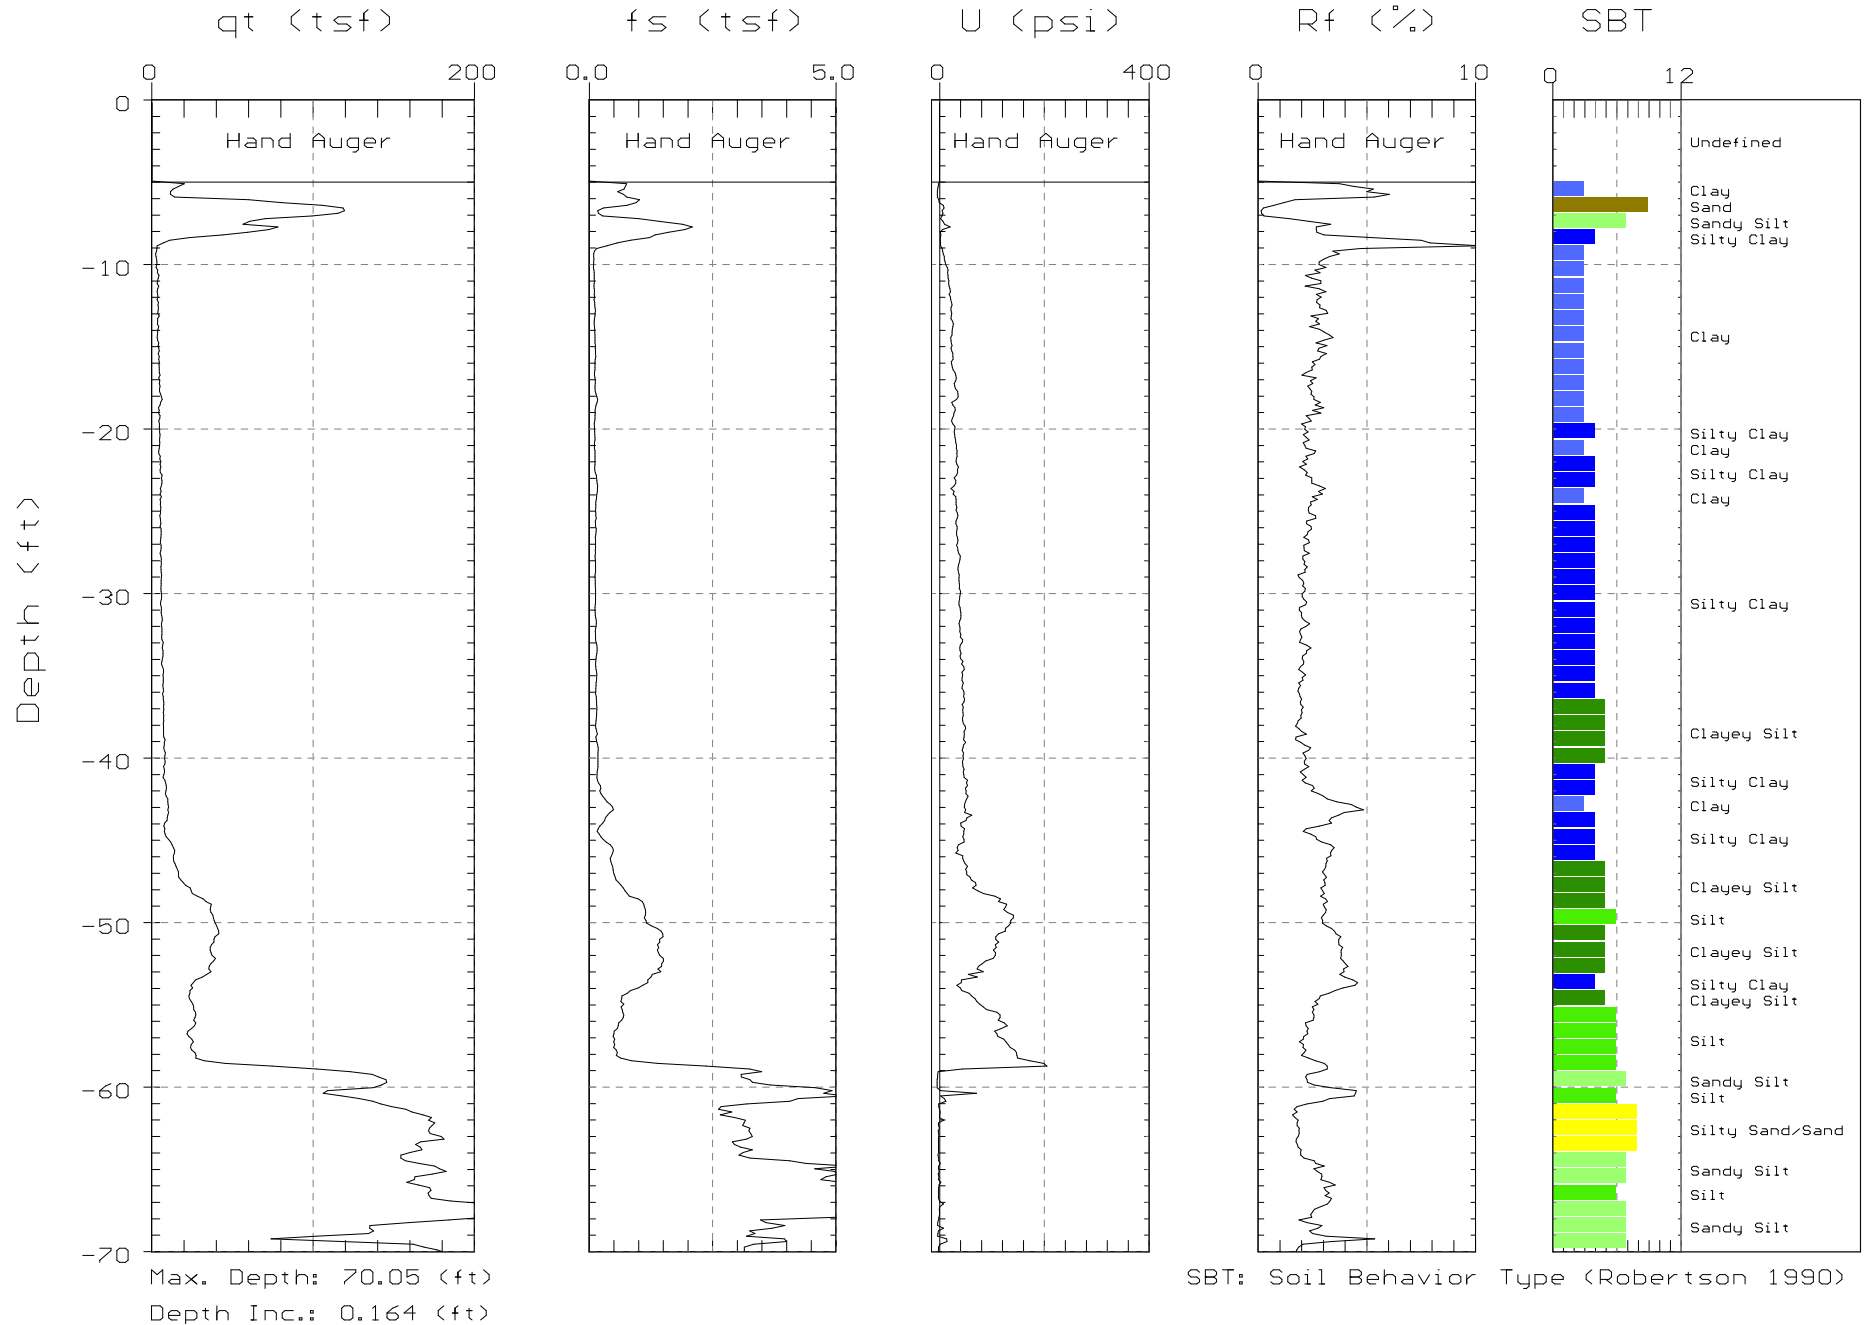 qt (tsf) fs (tsf) U (psi) Rf (%) SBT
0 200 0.0 5.0 0 400 0 10 0 12
0
Hand Auger Hand Auger Hand Auger Hand Auger Undefined
Clay
Sand
Sandy Silt
Silty Clay
-10
Clay
-20 Silty Clay
Clay
Silty Clay
Clay
Depth (ft)
-30
Silty Clay
Clayey Silt
-40
Silty Clay
Clay
Silty Clay
Clayey Silt
-50 Silt
Clayey Silt
Silty Clay
Clayey Silt
Silt
-60 Sandy Silt
Silt
Silty Sand/Sand
Sandy Silt
Silt
Sandy Silt
-70
Max. Depth: 70.05 (ft) SBT: Soil Behavior Type (Robertson 1990)
Depth Inc.: 0.164 (ft)